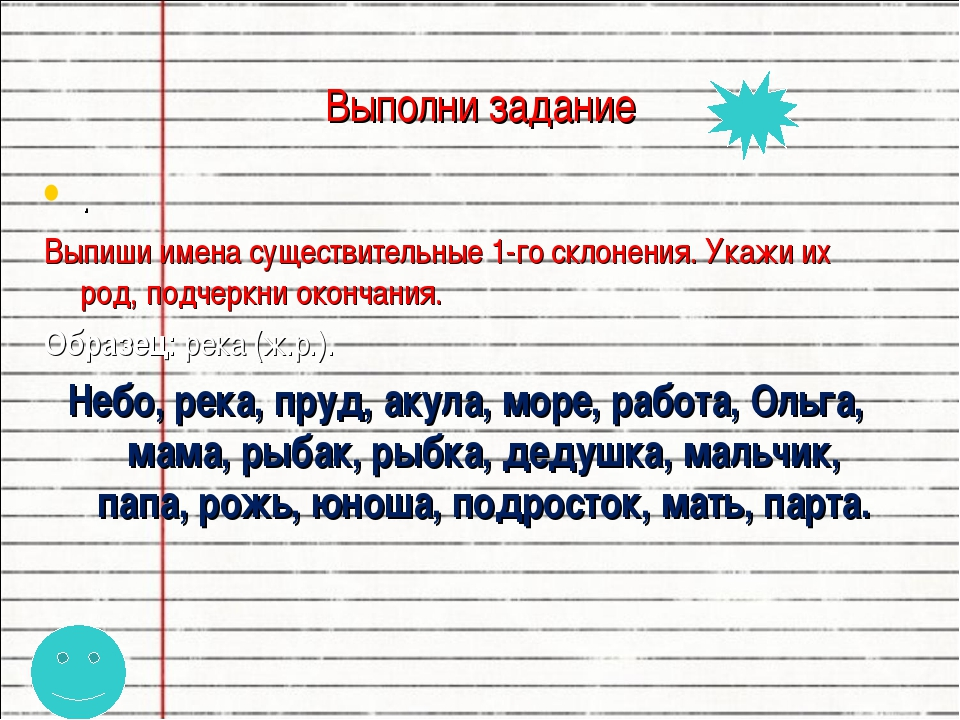 Выполни задание
.
Выпиши имена существительные 1-го склонения. Укажи их
род, подчеркни окончания.
Образец: река (ж.р.).
Небо, река, пруд, акула, море, работа, Ольга,
мама, рыбак, рыбка, дедушка, мальчик,
папа, рожь, юноша, подросток, мать, парта.